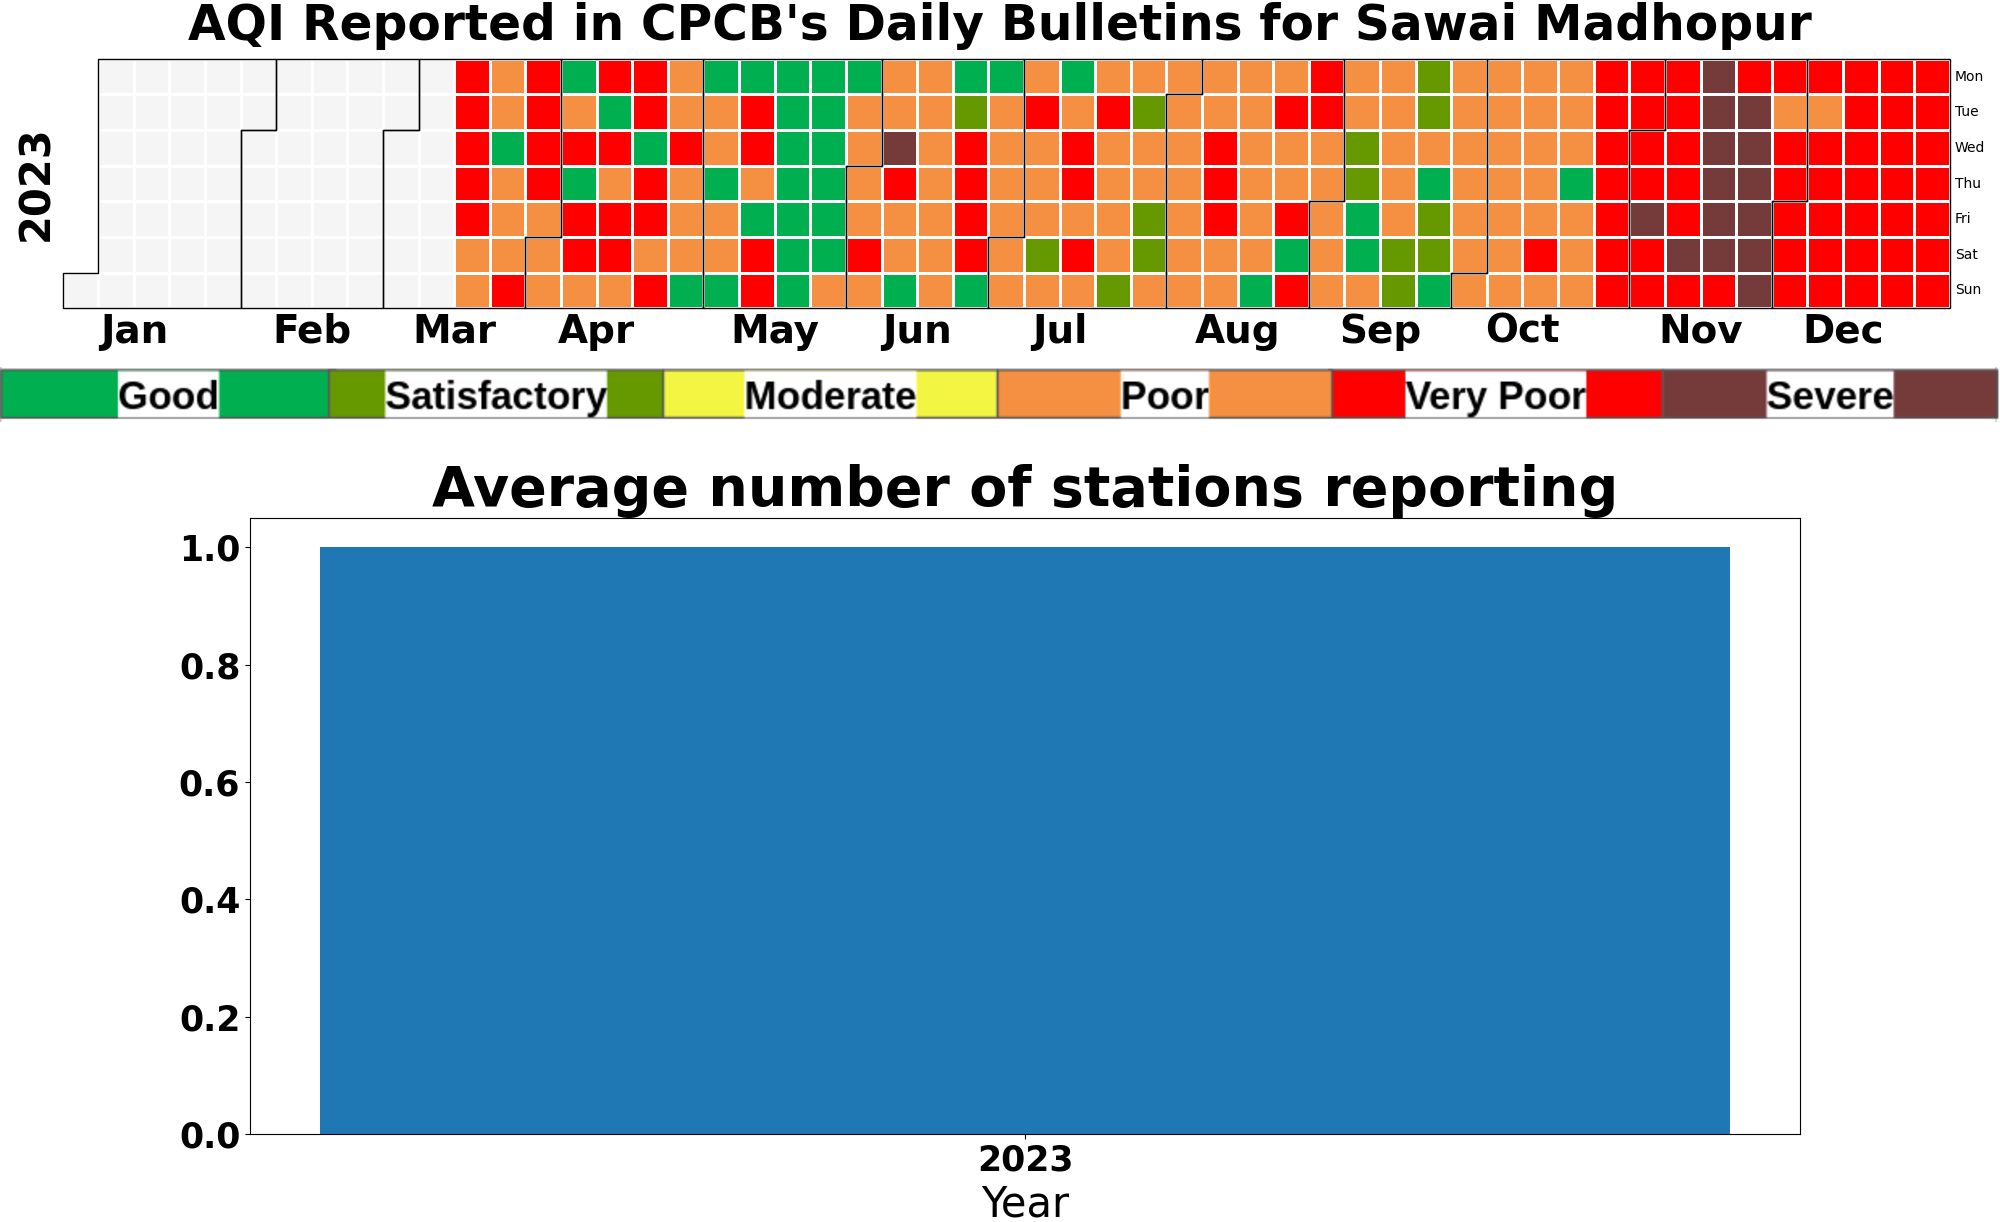 AQI Reported in CPCB's Daily Bulletins for Sawai Madhopur
2023
Mon
Tue
Wed
Thu
Fri
Sat
Sun
Jan Feb Mar Apr May Jun Jul Aug Sep Oct Nov Dec
Good Satisfactory Moderate Poor Very Poor Severe
Average number of stations reporting
1.0
0.8
0.6
0.4
0.2
0.0
2023
Year